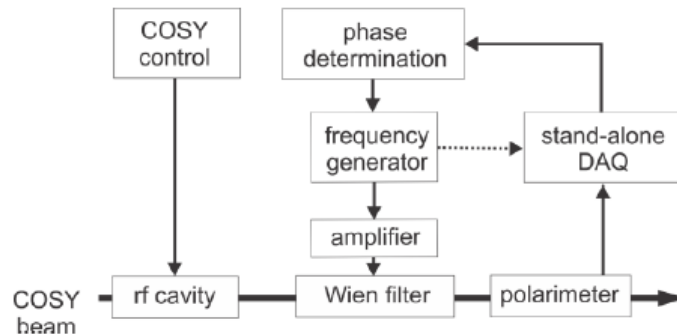 COSY
control
phase
determination
frequency
generator
stand-alone
DAQ
amplifier
COSY
beam
rf cavity
Wien filter
polarimeter